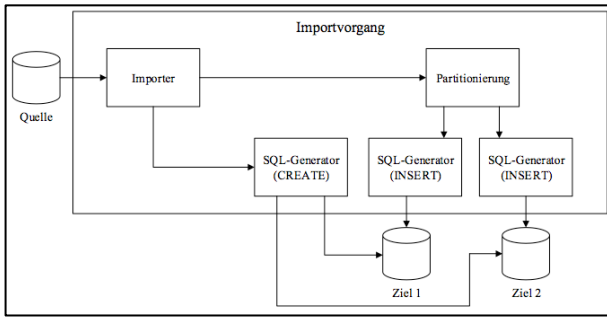 Importvorgang
Importer
Partitionierung
Quelle
SQL-Generator
(CREATE)
SQL-Generator
(INSERT)
SQL-Generator
(INSERT)
Ziel 1
Ziel 2